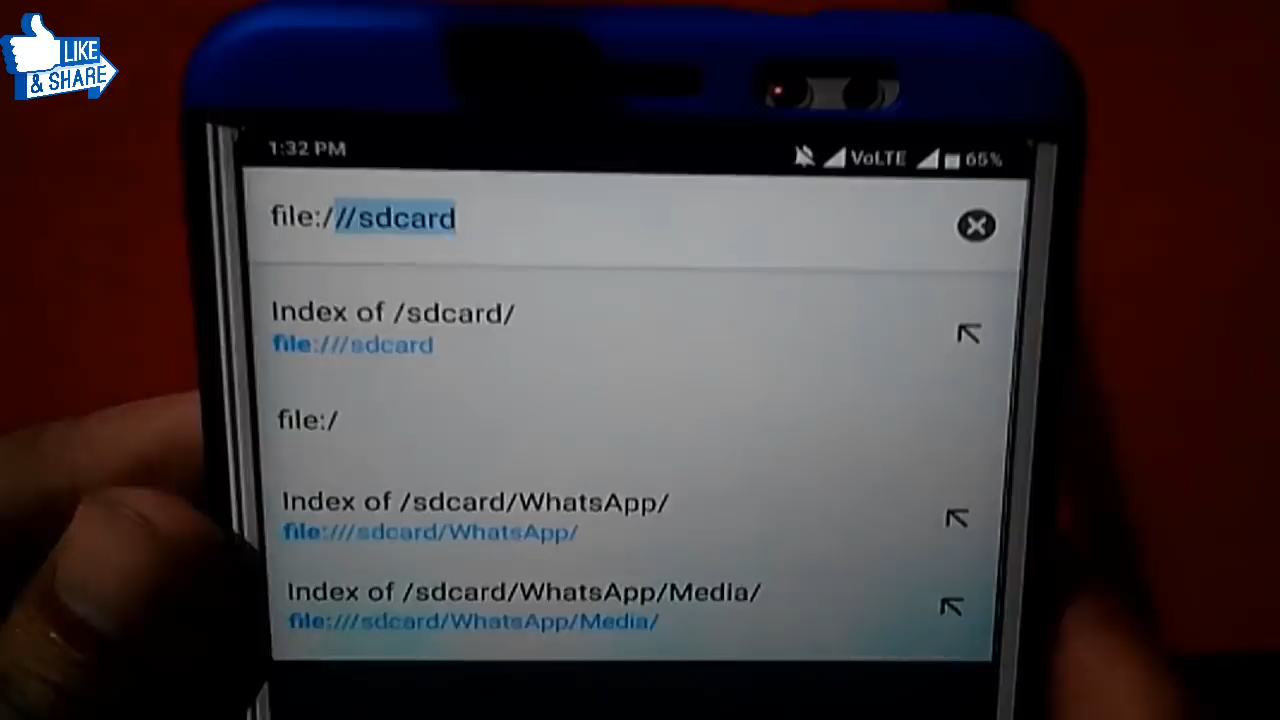 LIKE
& SHARE
1:32 PM
VoLTE 65%
file:///sdcard
Index of /sdcard/
file:///sdcard
file:/
Index of /sdcard/WhatsApp/
file:///sdcard/WhatsApp/
Index of /sdcard/WhatsApp/Media/
file:///sdcard/WhatsApp/Media/